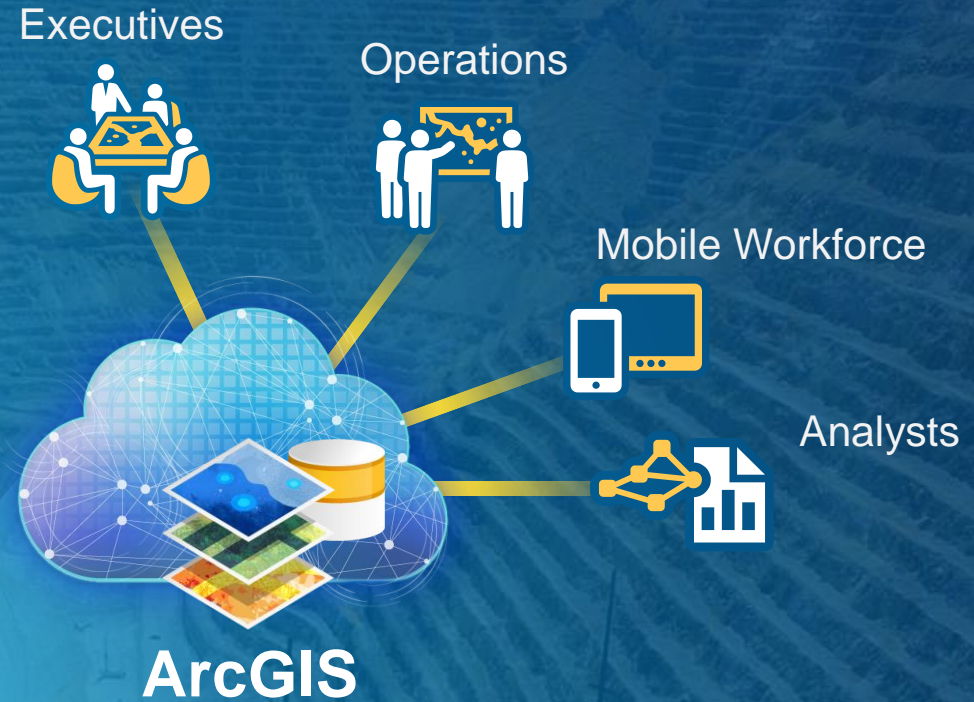 Executives
Operations
Mobile Workforce
Analysts
ArcGIS